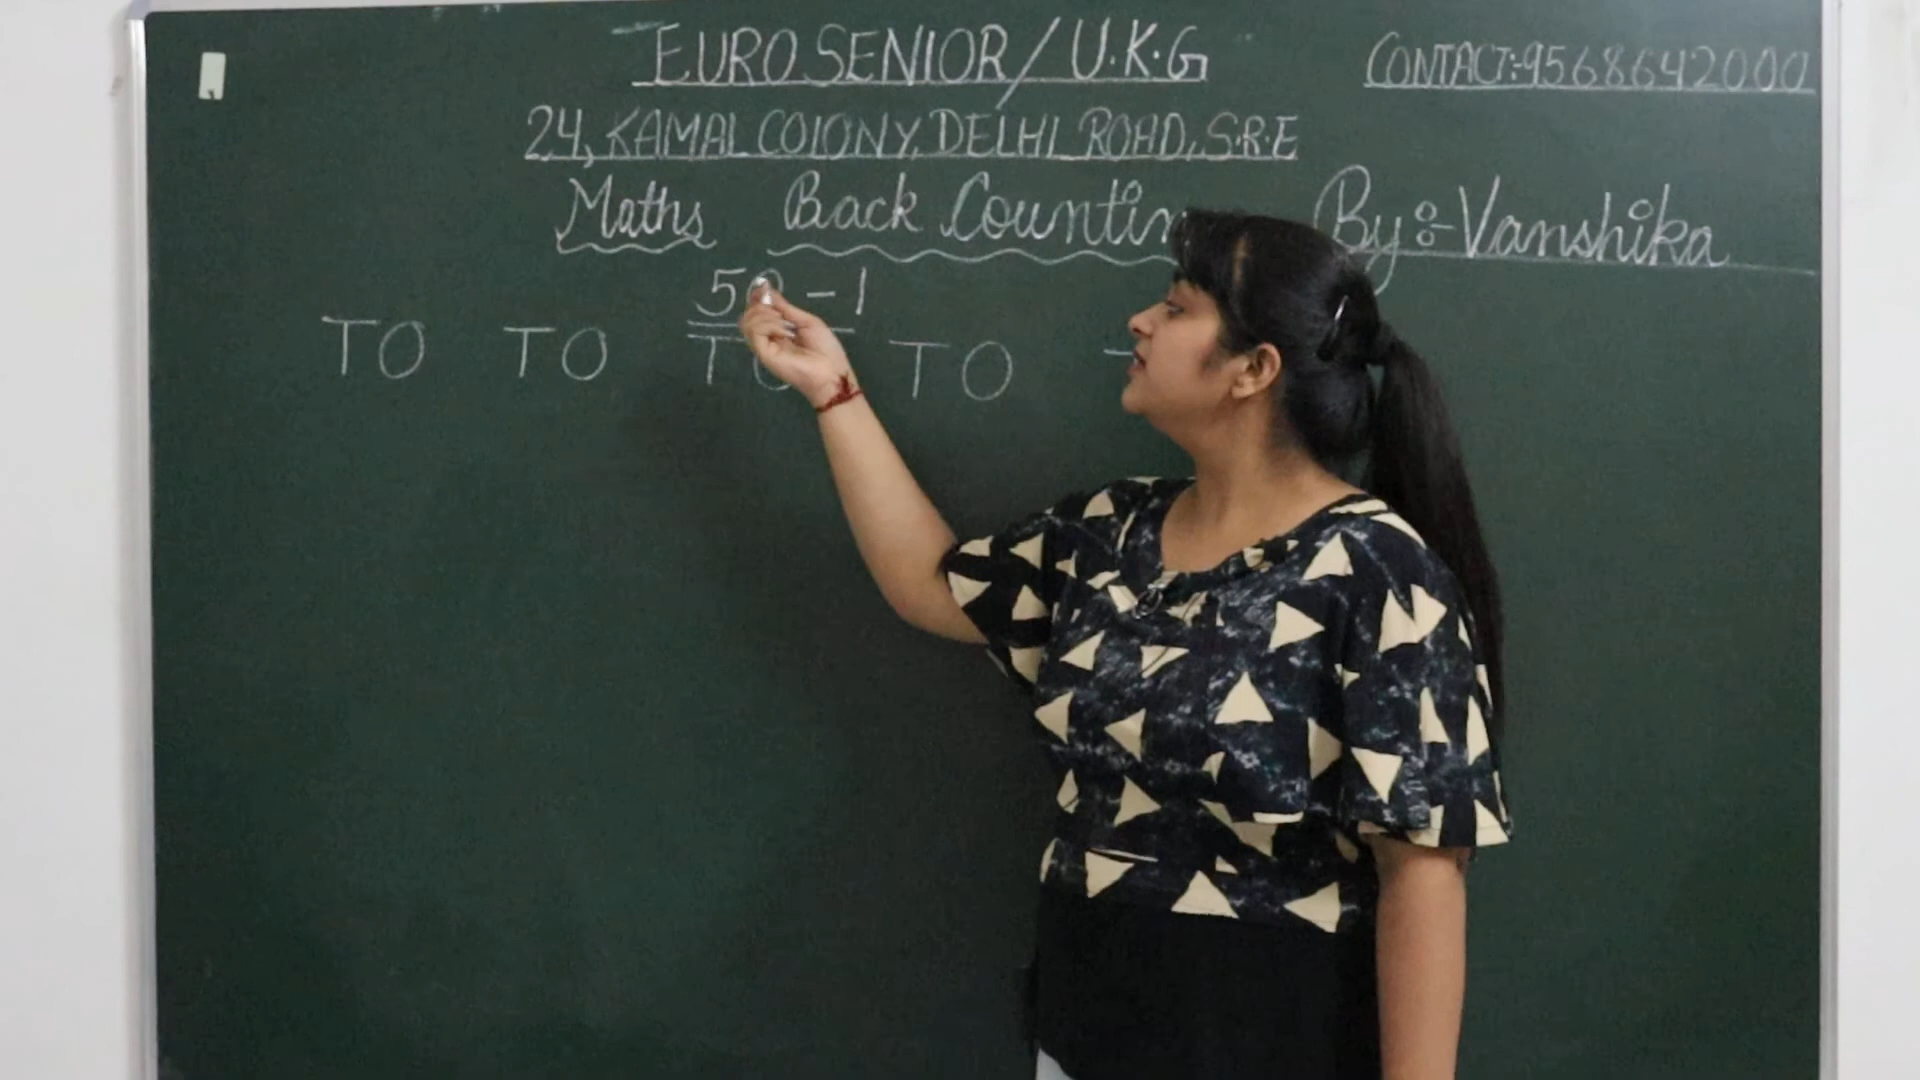 EURO SENIOR/U.K.G
CONTACT:-9568642000
24, KAMAL COlONY, DELHI ROAD, S.R.E
Maths Back Countin By:-Vanshika
50 - 1
TO TO TO TO